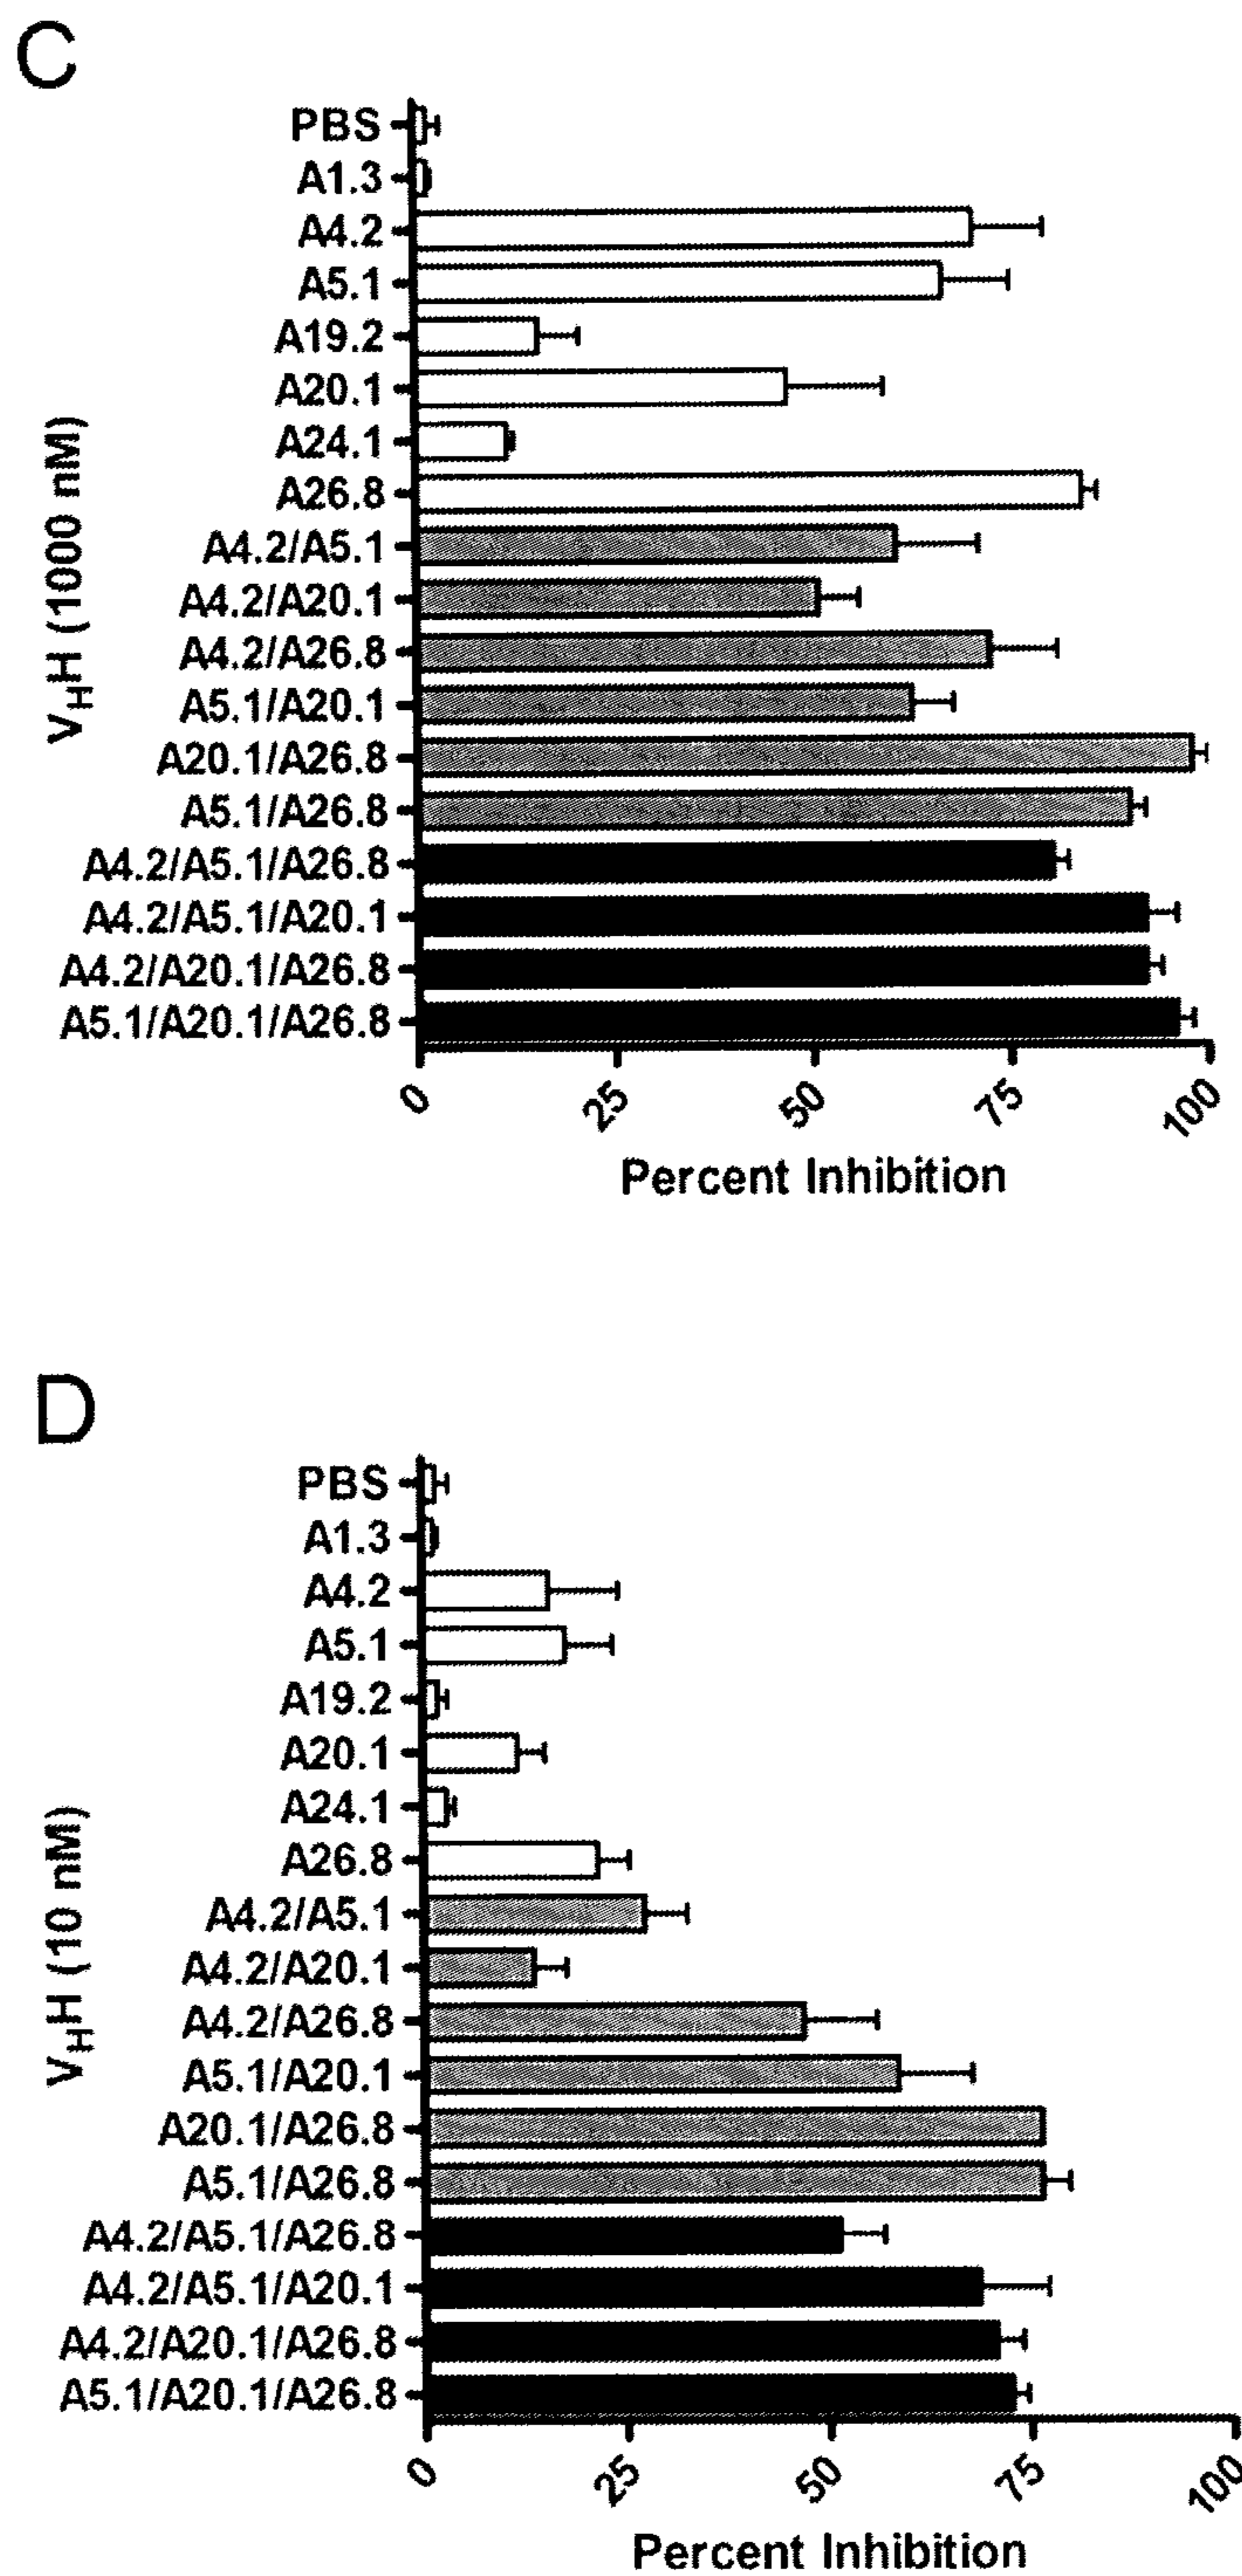 C
PBS
A1.3
A4.2
A5.1
A19.2
A20.1
A24.1
A26.8
A4.2/A5.1
A4.2/A20.1
A4.2/A26.8
A5.1/A20.1
A20.1/A26.8
A5.1/A26.8
A4.2/A5.1/A26.8
A4.2/A5.1/A20.1
A4.2/A20.1/A26.8
A5.1/A20.1/A26.8
VHH (1000 nM)
0 25 50 75 100
Percent Inhibition
D
PBS
A1.3
A4.2
A5.1
A19.2
A20.1
A24.1
A26.8
A4.2/A5.1
A4.2/A20.1
A4.2/A26.8
A5.1/A20.1
A20.1/A26.8
A5.1/A26.8
A4.2/A5.1/A26.8
A4.2/A5.1/A20.1
A4.2/A20.1/A26.8
A5.1/A20.1/A26.8
VHH (10 nM)
0 25 50 75 100
Percent Inhibition